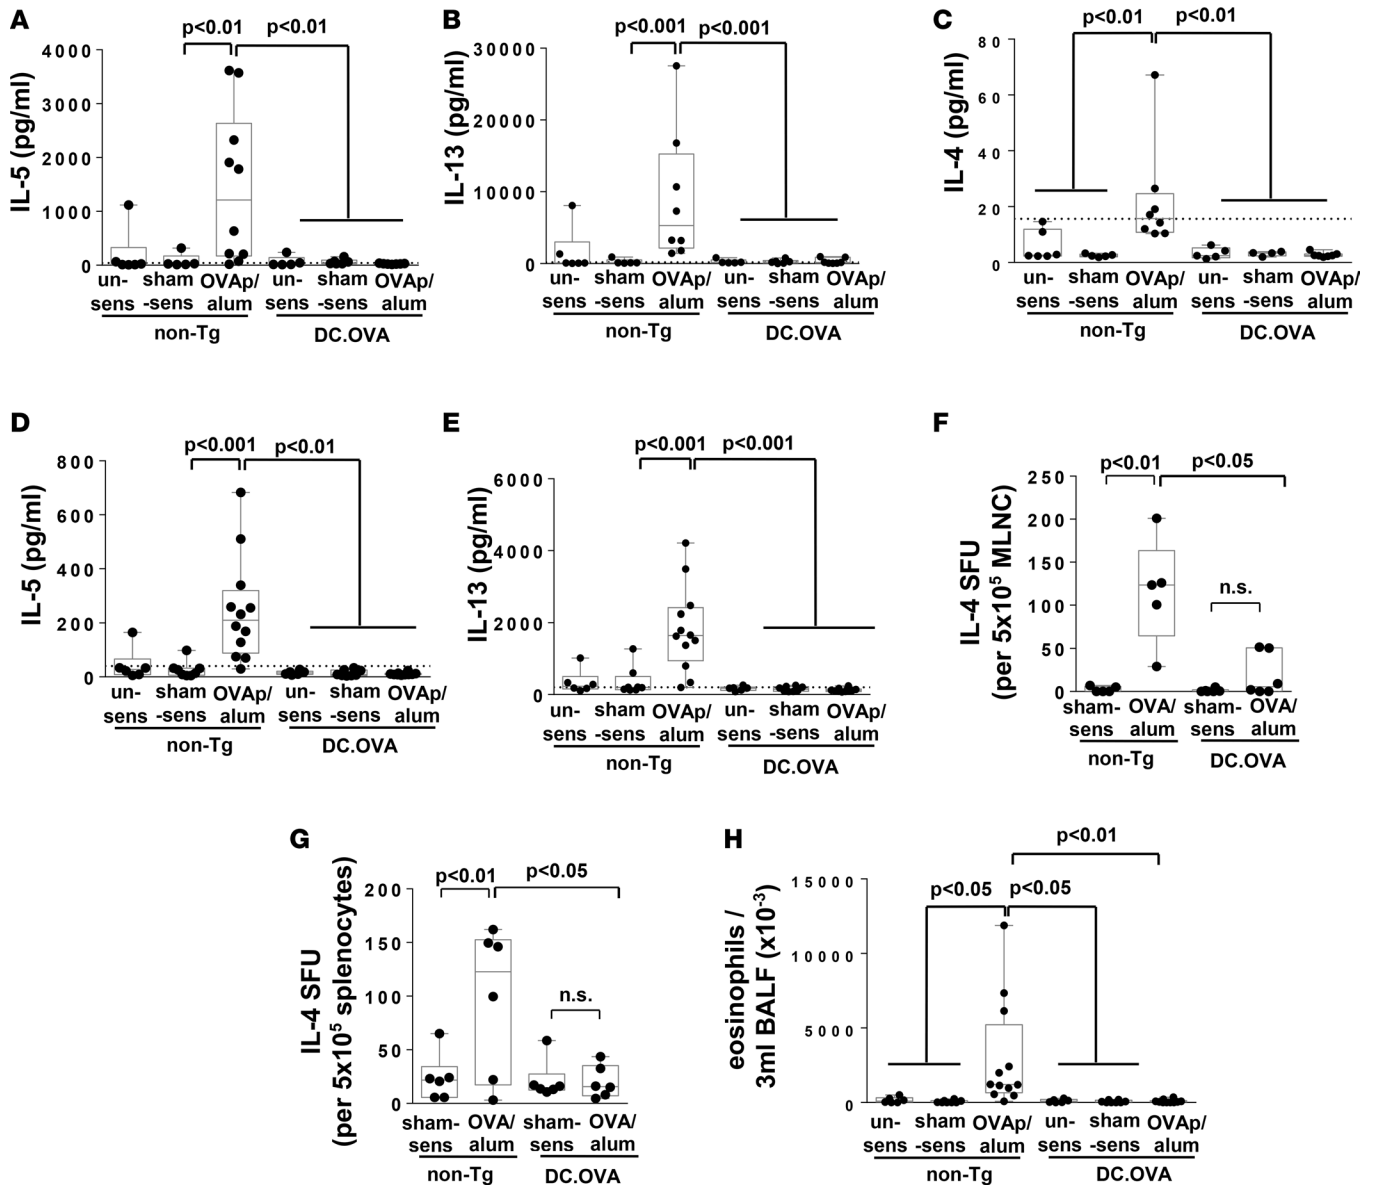 A
p<0.01 p<0.01
IL-5 (pg/ml)
4000
3000
2000
1000
0
un- sham OVAp/ un- sham OVAp/
sens -sens alum sens -sens alum
non-Tg DC.OVA
B
p<0.001 p<0.001
IL-13 (pg/ml)
30000
20000
10000
0
un- sham OVAp/ un- sham OVAp/
sens -sens alum sens -sens alum
non-Tg DC.OVA
C
p<0.01 p<0.01
IL-4 (pg/ml)
80
60
40
20
0
un- sham OVAp/ un- sham OVAp/
sens -sens alum sens -sens alum
non-Tg DC.OVA
D
p<0.001 p<0.01
IL-5 (pg/ml)
800
600
400
200
0
un- sham OVAp/ un- sham OVAp/
sens -sens alum sens -sens alum
non-Tg DC.OVA
E
p<0.001 p<0.001
IL-13 (pg/ml)
6000
4000
2000
0
un- sham OVAp/ un- sham OVAp/
sens -sens alum sens -sens alum
non-Tg DC.OVA
F
p<0.01 p<0.05
IL-4 SFU
(per 5x10⁵ MLNC)
250
200
150
100
50
0
n.s.
sham- OVA/ sham- OVA/
sens alum sens alum
non-Tg DC.OVA
G
p<0.01 p<0.05
IL-4 SFU
(per 5x10⁵ splenocytes)
200
150
100
50
0
n.s.
sham- OVA/ sham- OVA/
sens alum sens alum
non-Tg DC.OVA
H
p<0.01
p<0.05 p<0.05
eosinophils /
3ml BALF (x10⁻³)
15000
10000
5000
0
un- sham OVAp/ un- sham OVAp/
sens -sens alum sens -sens alum
non-Tg DC.OVA